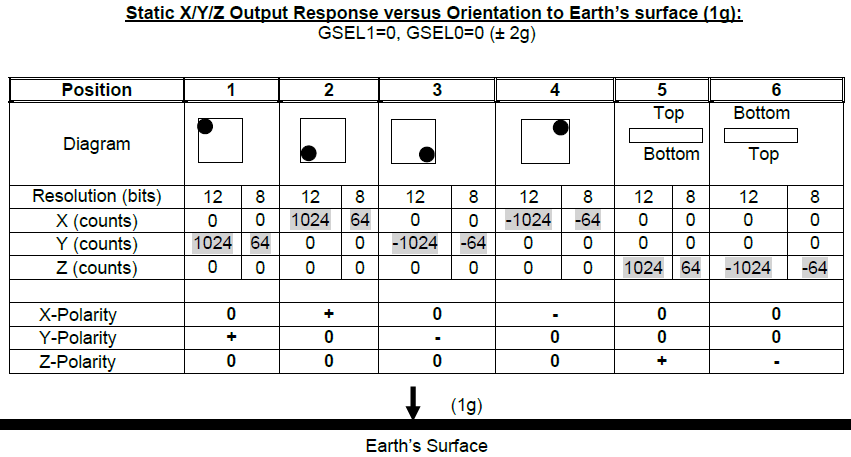 Static X/Y/Z Output Response versus Orientation to Earth's surface (1g):
GSEL1=0, GSEL0=0 (± 2g)
Position 1 2 3 4 5 6
Diagram Top Bottom Bottom Top
Resolution (bits) 12 8 12 8 12 8 12 8 12 8 12 8
X (counts) 0 0 1024 64 0 0 -1024 -64 0 0 0 0
Y (counts) 1024 64 0 0 -1024 -64 0 0 0 0 0 0
Z (counts) 0 0 0 0 0 0 0 0 1024 64 -1024 -64
X-Polarity 0 + 0 - 0 0
Y-Polarity + 0 - 0 0 0
Z-Polarity 0 0 0 0 + -
(1g)
Earth's Surface